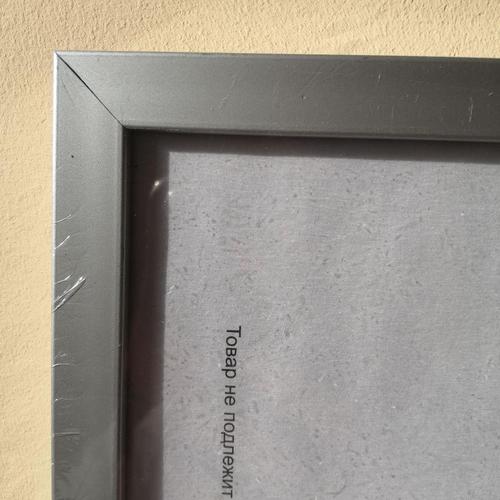 Товар не подлежит